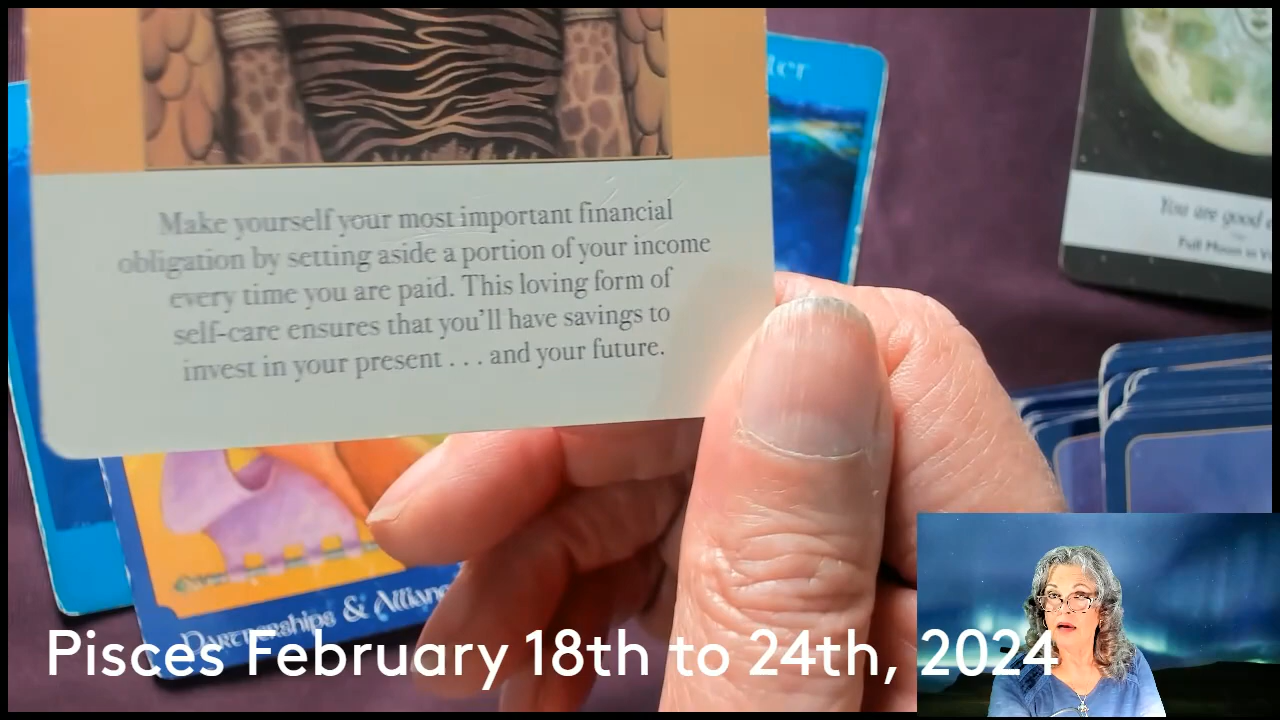 You are good
Full Moon in
Make yourself your most important financial
obligation by setting aside a portion of your income
every time you are paid. This loving form of
self-care ensures that you'll have savings to
invest in your present . . . and your future.
Partnerships &
Pisces February 18th to 24th, 2024